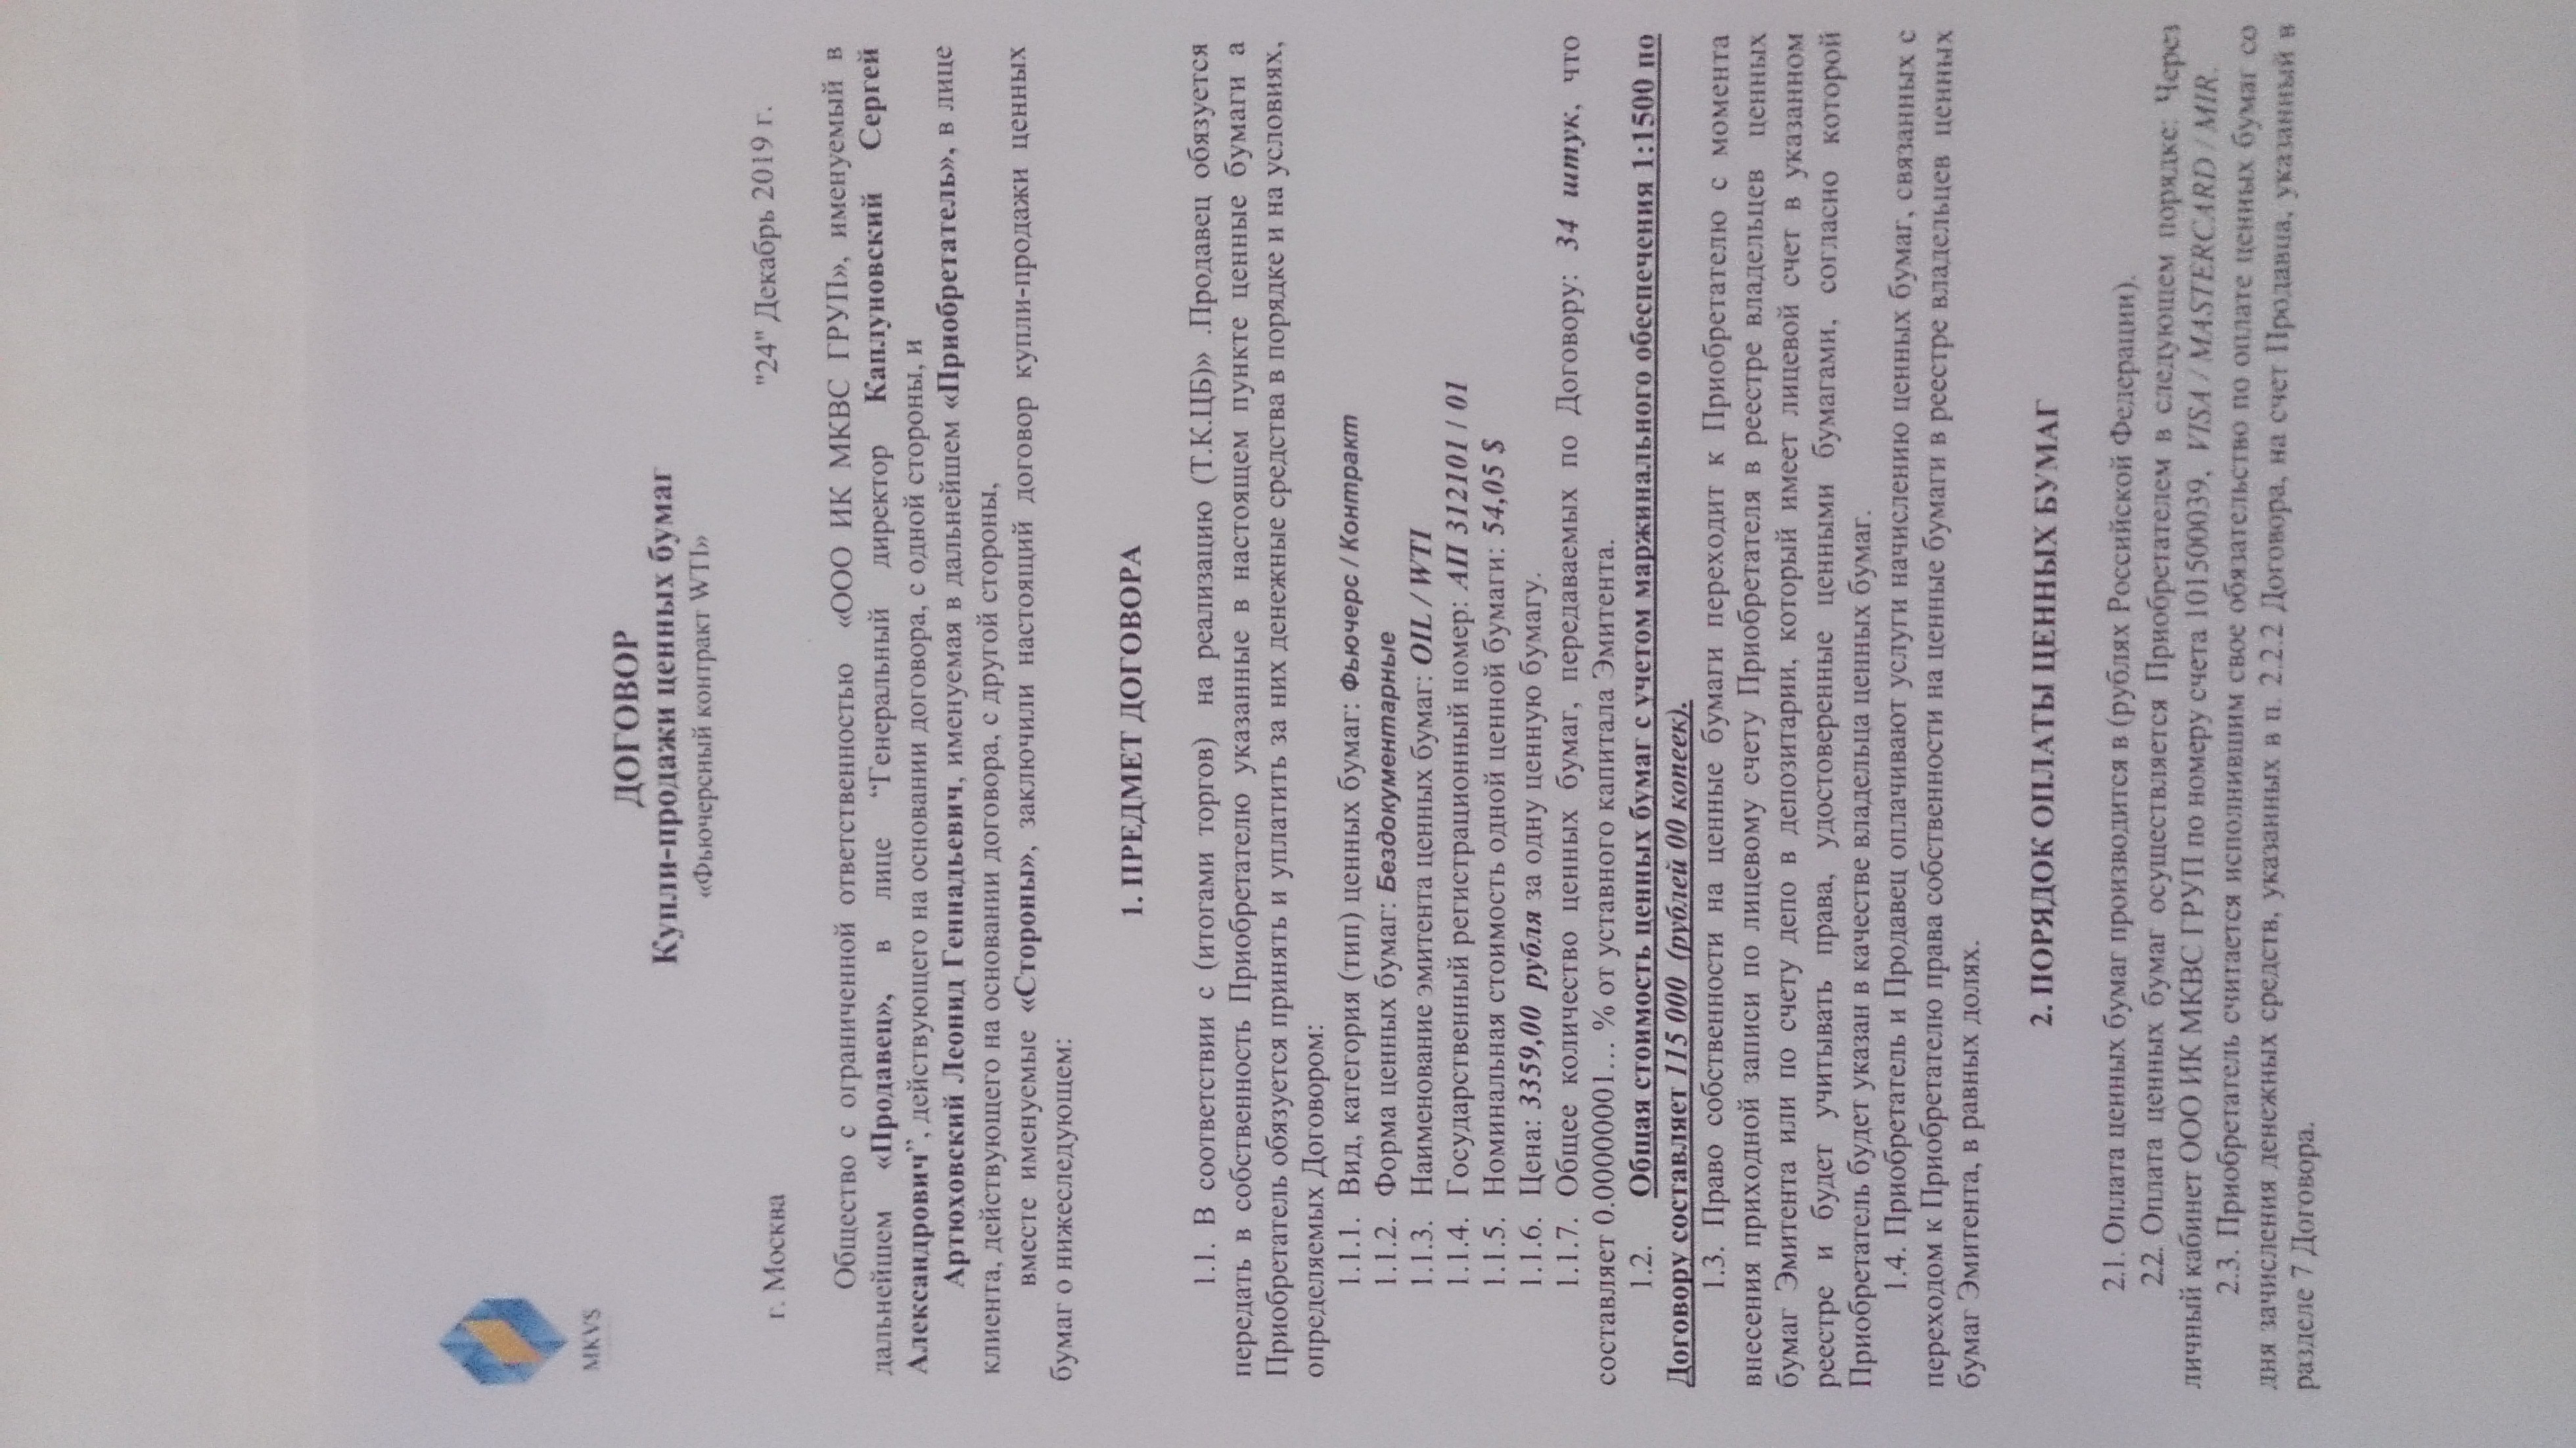 MKVS
ДОГОВОР
Купли-продажи ценных бумаг
«Фьючерсный контракт WTI»
г. Москва "24" Декабрь 2019 г.
Общество с ограниченной ответственностью «ООО ИК МКВС ГРУП», именуемый в
дальнейшем «Продавец», в лице “Генеральный директор Каплуновский Сергей
Александрович”, действующего на основании договора, с одной стороны, и
Артюховский Леонид Геннадьевич, именуемая в дальнейшем «Приобретатель», в лице
клиента, действующего на основании договора, с другой стороны,
вместе именуемые «Стороны», заключили настоящий договор купли-продажи ценных
бумаг о нижеследующем:
1. ПРЕДМЕТ ДОГОВОРА
1.1. В соответствии с (итогами торгов) на реализацию (Т.К.ЦБ)» .Продавец обязуется
передать в собственность Приобретателю указанные в настоящем пункте ценные бумаги а
Приобретатель обязуется принять и уплатить за них денежные средства в порядке и на условиях,
определяемых Договором:
1.1.1. Вид, категория (тип) ценных бумаг: Фьючерс / Контракт
1.1.2. Форма ценных бумаг: Бездокументарные
1.1.3. Наименование эмитента ценных бумаг: OIL / WTI
1.1.4. Государственный регистрационный номер: АП 312101 / 01
1.1.5. Номинальная стоимость одной ценной бумаги: 54,05 $
1.1.6. Цена: 3359,00 рубля за одну ценную бумагу.
1.1.7. Общее количество ценных бумаг, передаваемых по Договору: 34 штук, что
составляет 0.0000001… % от уставного капитала Эмитента.
1.2. Общая стоимость ценных бумаг с учетом маржинального обеспечения 1:1500 по
Договору составляет 115 000 (рублей 00 копеек).
1.3. Право собственности на ценные бумаги переходит к Приобретателю с момента
внесения приходной записи по лицевому счету Приобретателя в реестре владельцев ценных
бумаг Эмитента или по счету депо в депозитарии, который имеет лицевой счет в указанном
реестре и будет учитывать права, удостоверенные ценными бумагами, согласно которой
Приобретатель будет указан в качестве владельца ценных бумаг.
1.4. Приобретатель и Продавец оплачивают услуги начислению ценных бумаг, связанных с
переходом к Приобретателю права собственности на ценные бумаги в реестре владельцев ценных
бумаг Эмитента, в равных долях.
2. ПОРЯДОК ОПЛАТЫ ЦЕННЫХ БУМАГ
2.1. Оплата ценных бумаг производится в (рублях Российской Федерации).
2.2. Оплата ценных бумаг осуществляется Приобретателем в следующем порядке: Через
личный кабинет ООО ИК МКВС ГРУП по номеру счета 101500039, VISA / MASTERCARD / MIR.
2.3. Приобретатель считается исполнившим свое обязательство по оплате ценных бумаг со
дня зачисления денежных средств, указанных в п. 2.2.2 Договора, на счет Продавца, указанный в
разделе 7 Договора.